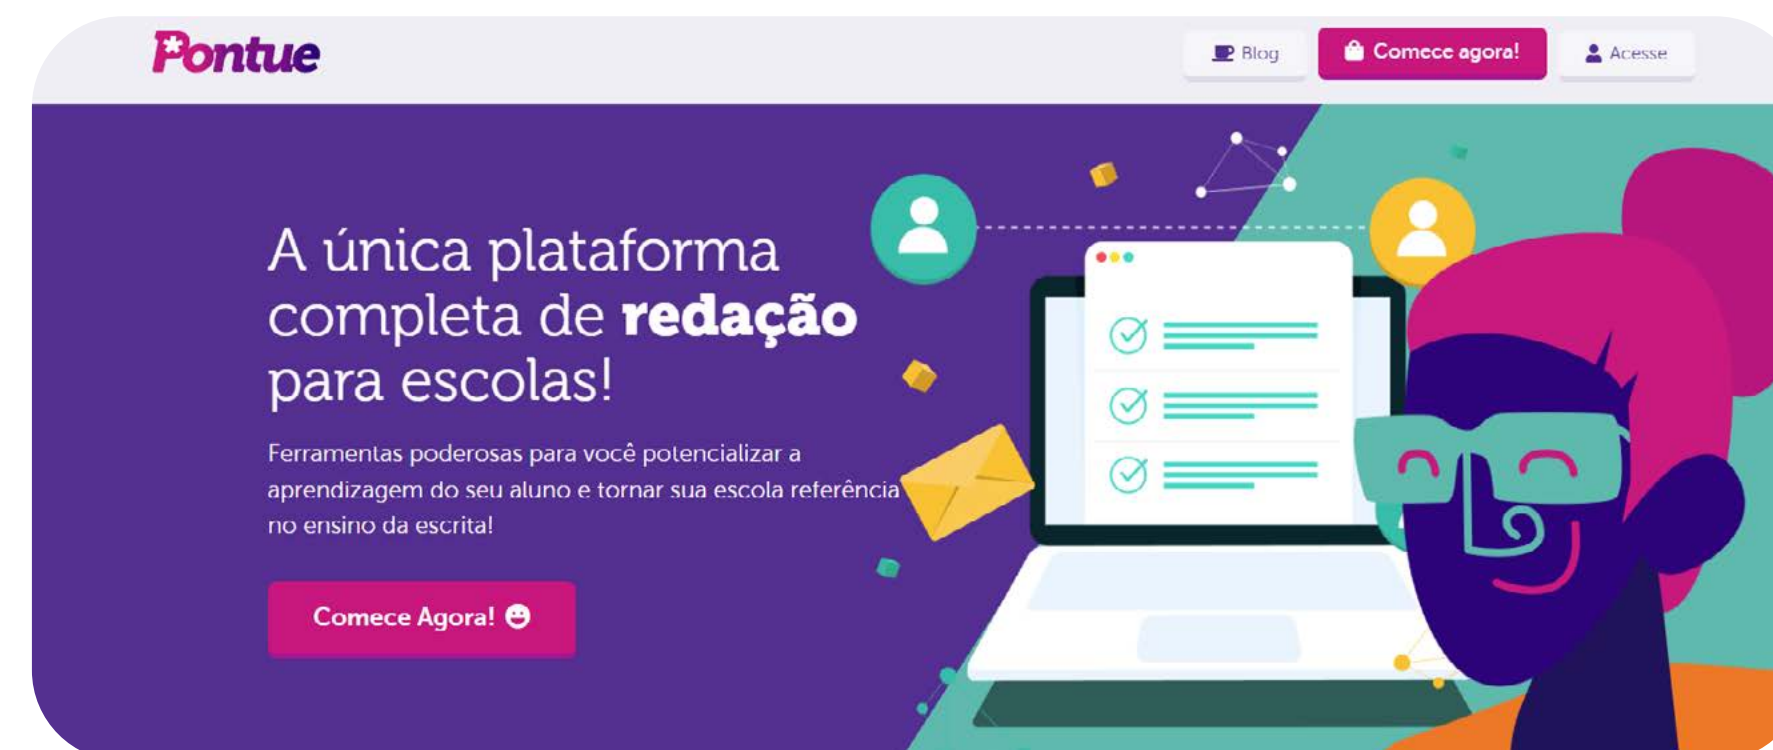 Pontue
Blog
Comece agora!
Acesse
A única plataforma
completa de redação
para escolas!
Ferramentas poderosas para você potencializar a
aprendizagem do seu aluno e tornar sua escola referência
no ensino da escrita!
Comece Agora!